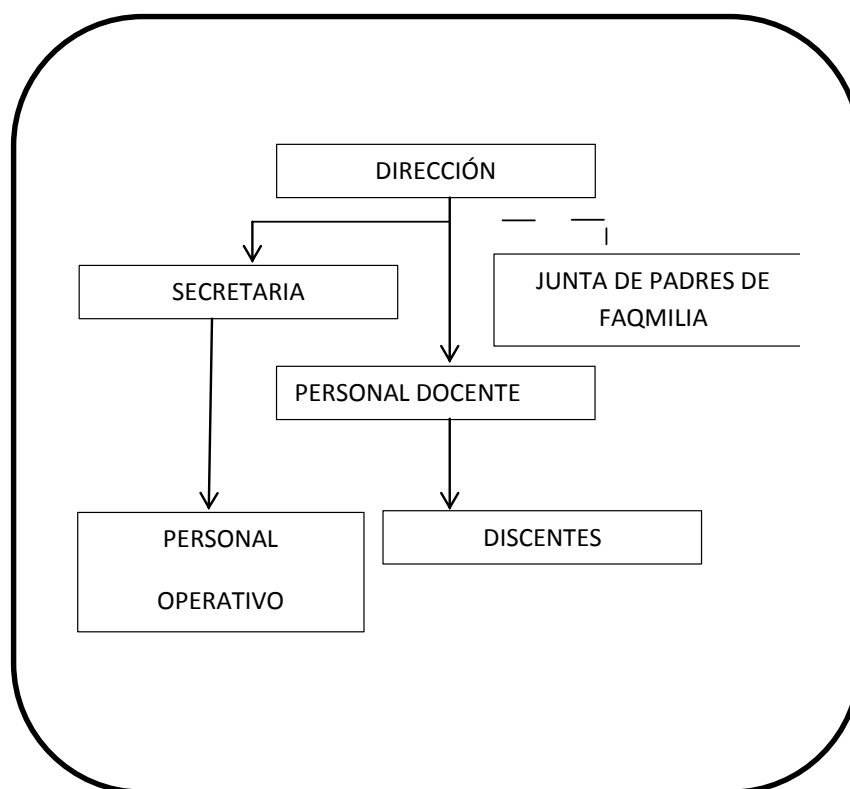 DIRECCIÓN
SECRETARIA
JUNTA DE PADRES DE
FAQMILIA
PERSONAL DOCENTE
PERSONAL
OPERATIVO
DISCENTES